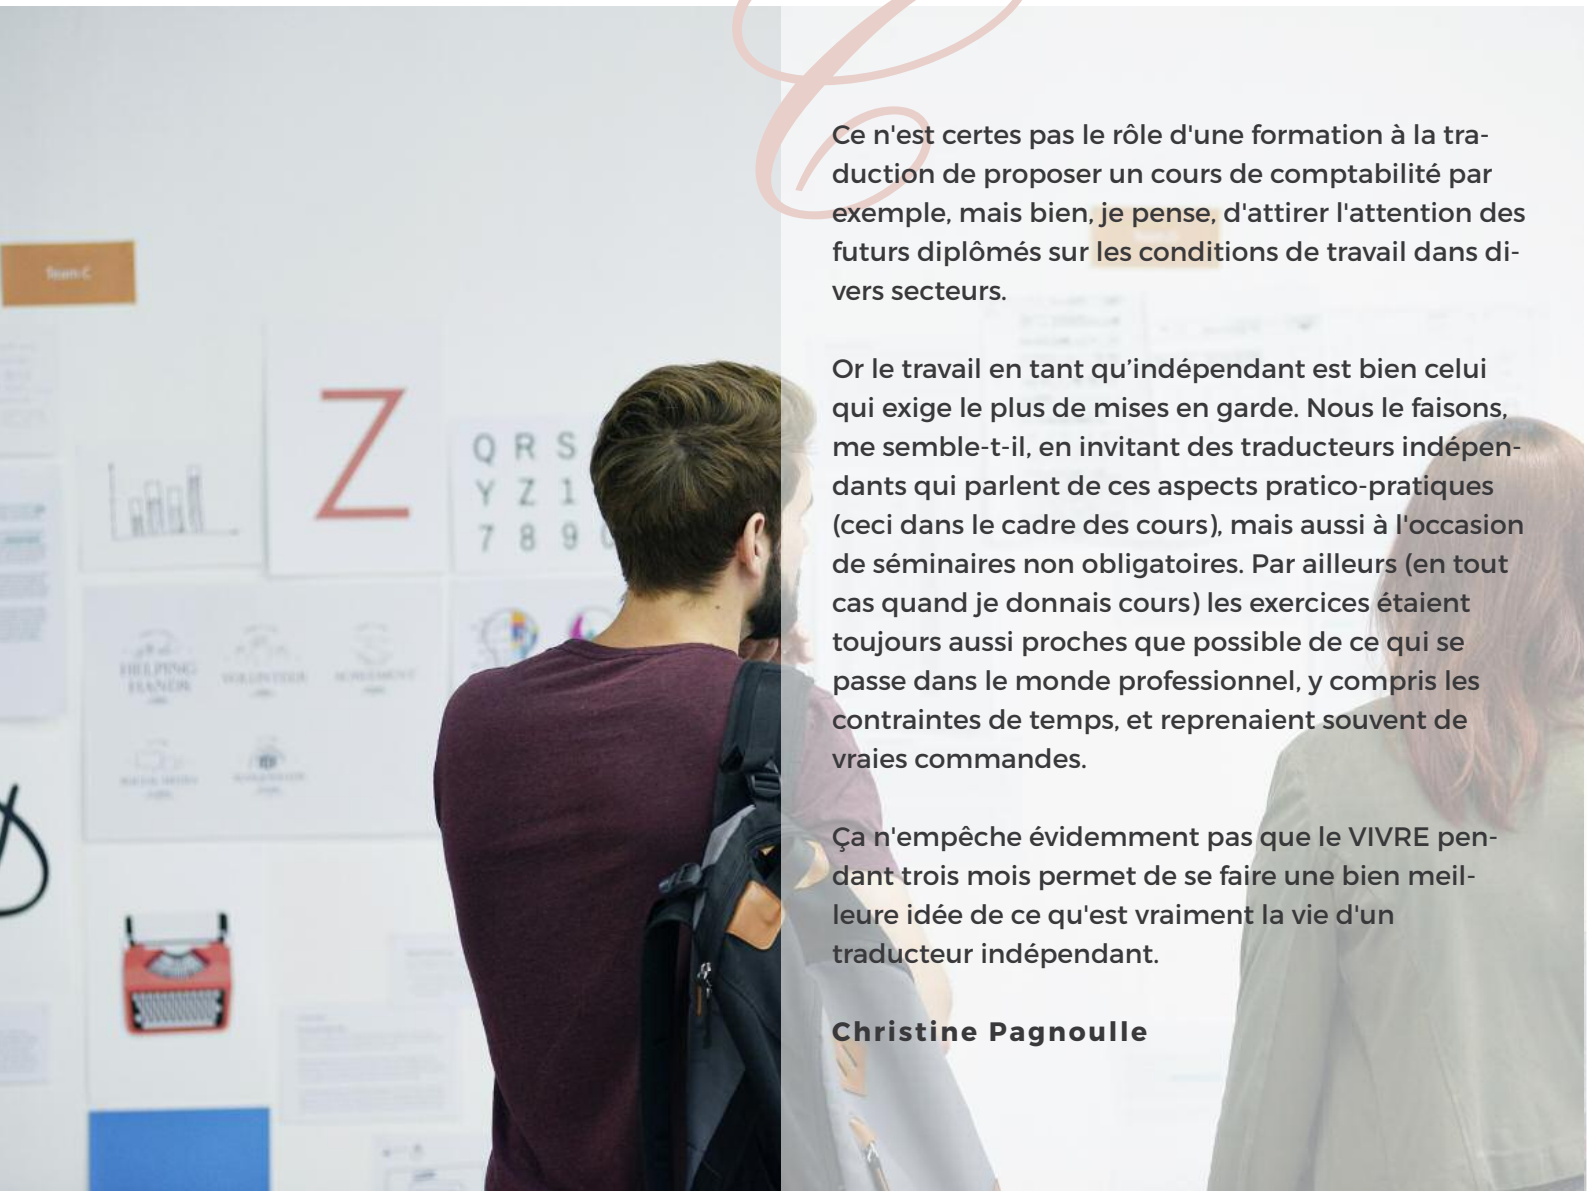 C
Ce n'est certes pas le rôle d'une formation à la tra-
duction de proposer un cours de comptabilité par
exemple, mais bien, je pense, d'attirer l'attention des
futurs diplômés sur les conditions de travail dans di-
vers secteurs.
Or le travail en tant qu’indépendant est bien celui
qui exige le plus de mises en garde. Nous le faisons,
me semble-t-il, en invitant des traducteurs indépen-
dants qui parlent de ces aspects pratico-pratiques
(ceci dans le cadre des cours), mais aussi à l'occasion
de séminaires non obligatoires. Par ailleurs (en tout
cas quand je donnais cours) les exercices étaient
toujours aussi proches que possible de ce qui se
passe dans le monde professionnel, y compris les
contraintes de temps, et reprenaient souvent de
vraies commandes.
Ça n'empêche évidemment pas que le VIVRE pen-
dant trois mois permet de se faire une bien meil-
leure idée de ce qu'est vraiment la vie d'un
traducteur indépendant.
Christine Pagnoulle
Team C
Z
Q R S
Y Z 1
7 8 9
HELPING
HANDS
VOLUNTEER